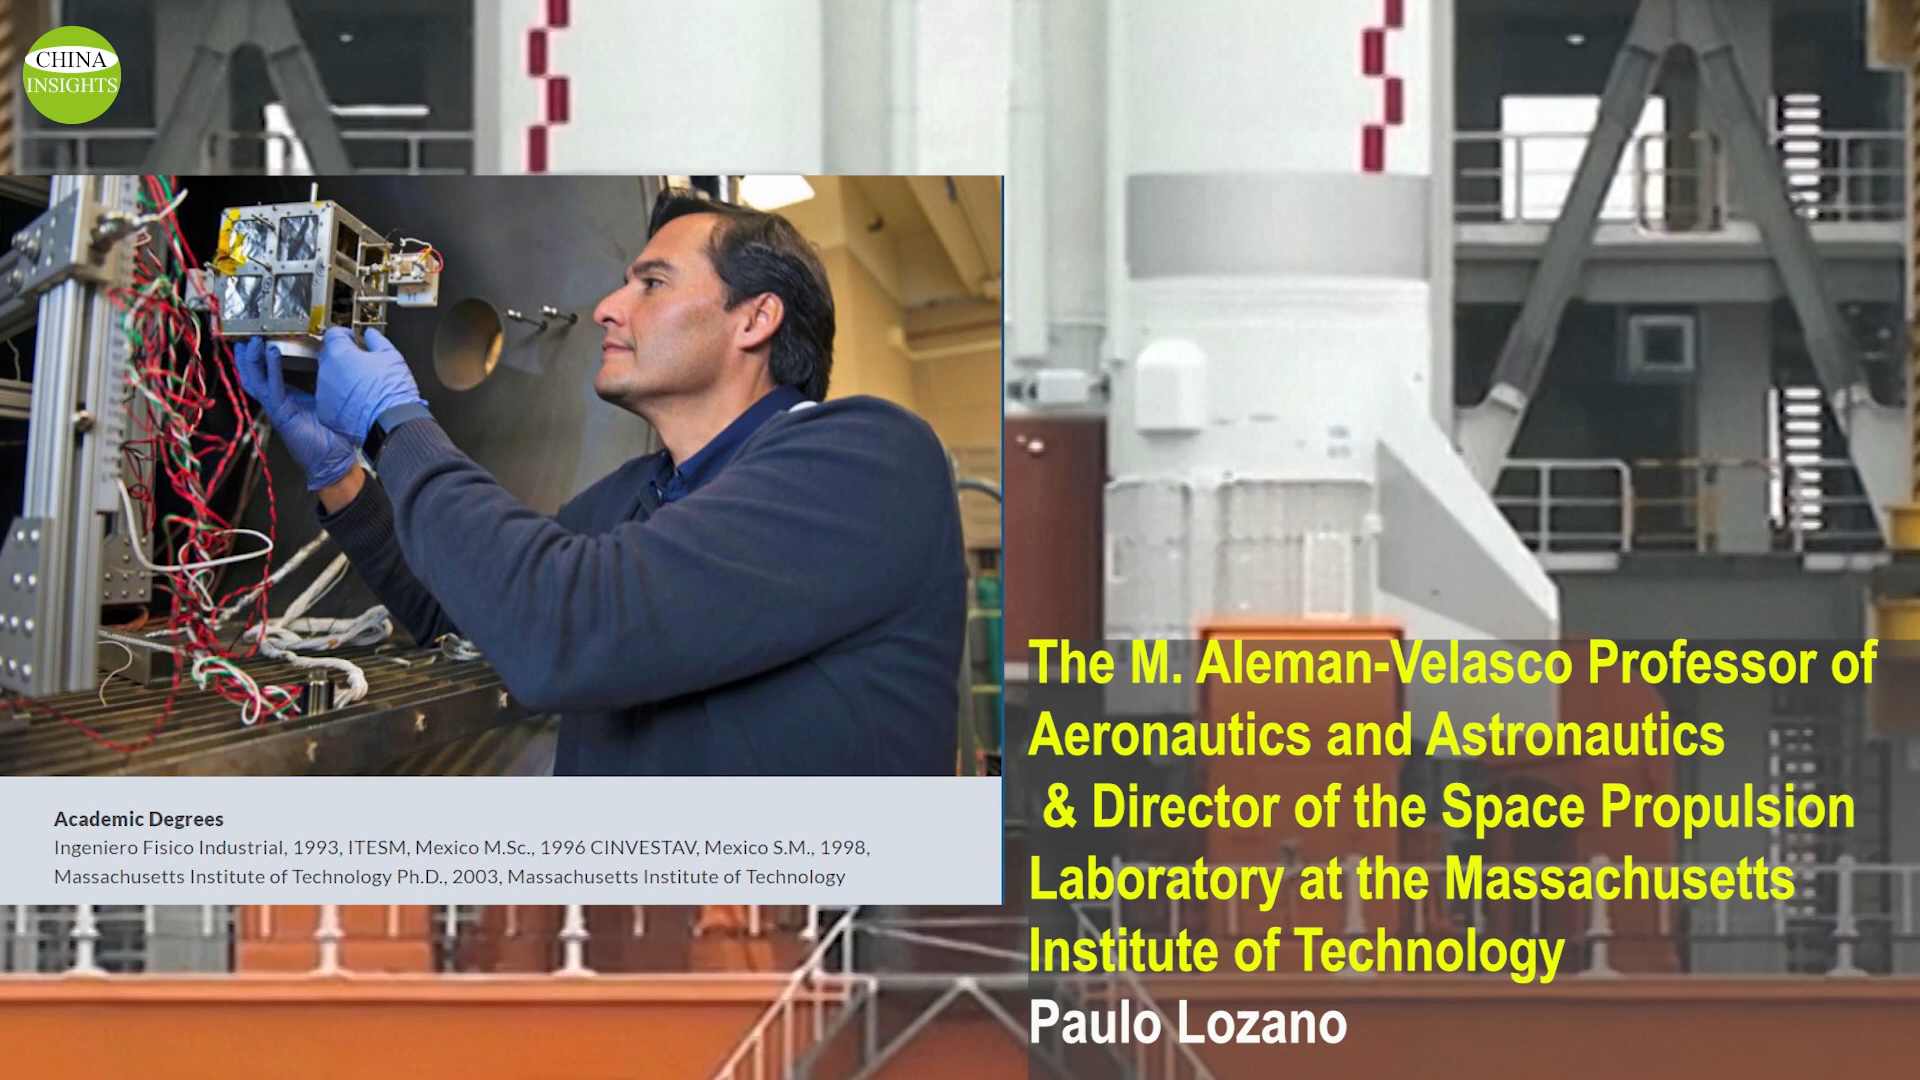 CHINA
INSIGHTS
Academic Degrees
Ingeniero Fisico Industrial, 1993, ITESM, Mexico M.Sc., 1996 CINVESTAV, Mexico S.M., 1998,
Massachusetts Institute of Technology Ph.D., 2003, Massachusetts Institute of Technology
The M. Aleman-Velasco Professor of
Aeronautics and Astronautics
& Director of the Space Propulsion
Laboratory at the Massachusetts
Institute of Technology
Paulo Lozano